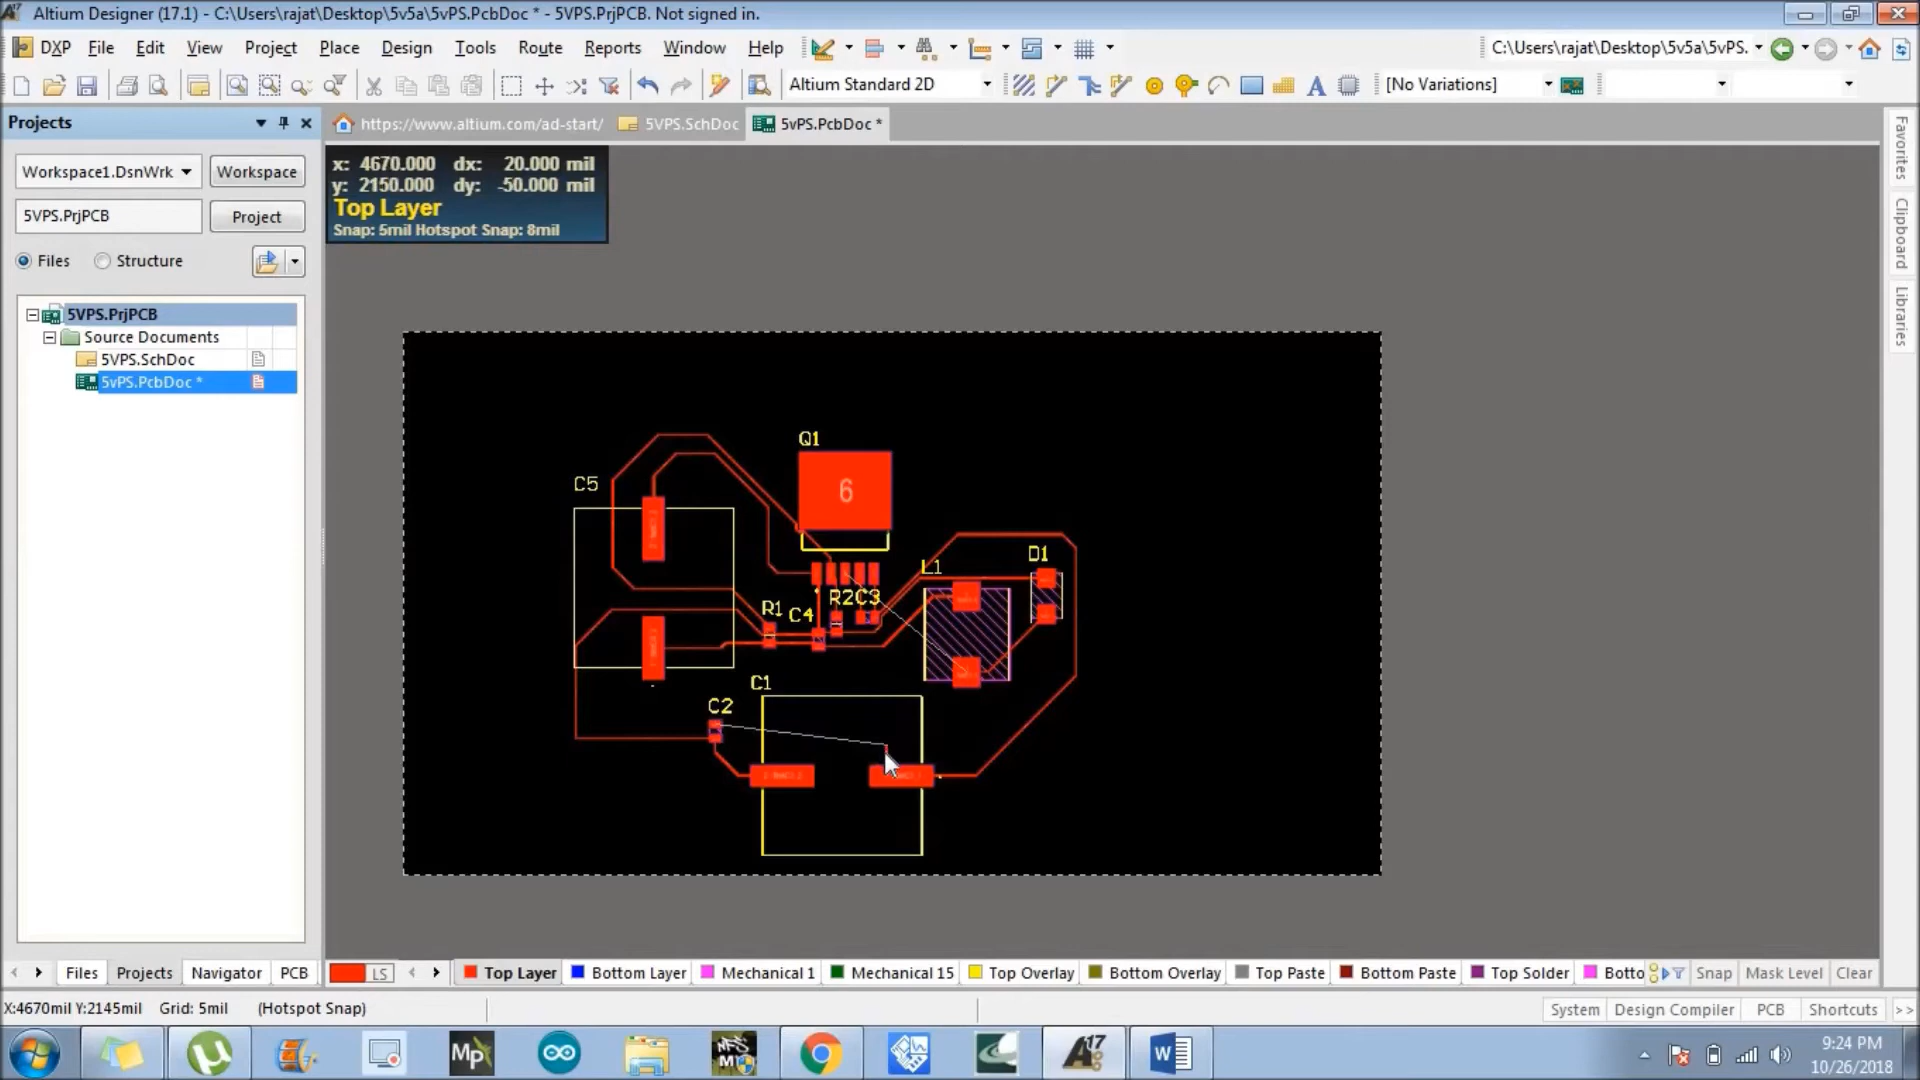 Altium Designer (17.1) - C:\Users\rajat\Desktop\5v5a\5vPS.PcbDoc * - 5VPS.PrjPCB. Not signed in.
DXP File Edit View Project Place Design Tools Route Reports Window Help C:\Users\rajat\Desktop\5v5a\5vPS.
Altium Standard 2D [No Variations]
Projects
https://www.altium.com/ad-start/ 5VPS.SchDoc 5vPS.PcbDoc *
Workspace1.DsnWrk Workspace
5VPS.PrjPCB Project
Files Structure
5VPS.PrjPCB
Source Documents
5VPS.SchDoc
5vPS.PcbDoc *
x: 4670.000 dx: 20.000 mil
y: 2150.000 dy: -50.000 mil
Top Layer
Snap: 5mil Hotspot Snap: 8mil
Favorites
Clipboard
Libraries
Q1
6
C5
D1
L1
R2 C3
R1 C4
C1
C2
Files Projects Navigator PCB
LS Top Layer Bottom Layer Mechanical 1 Mechanical 15 Top Overlay Bottom Overlay Top Paste Bottom Paste Top Solder Botto Snap Mask Level Clear
X:4670mil Y:2145mil Grid: 5mil (Hotspot Snap)
System Design Compiler PCB Shortcuts >>
Mp
17
W
9:24 PM
10/26/2018